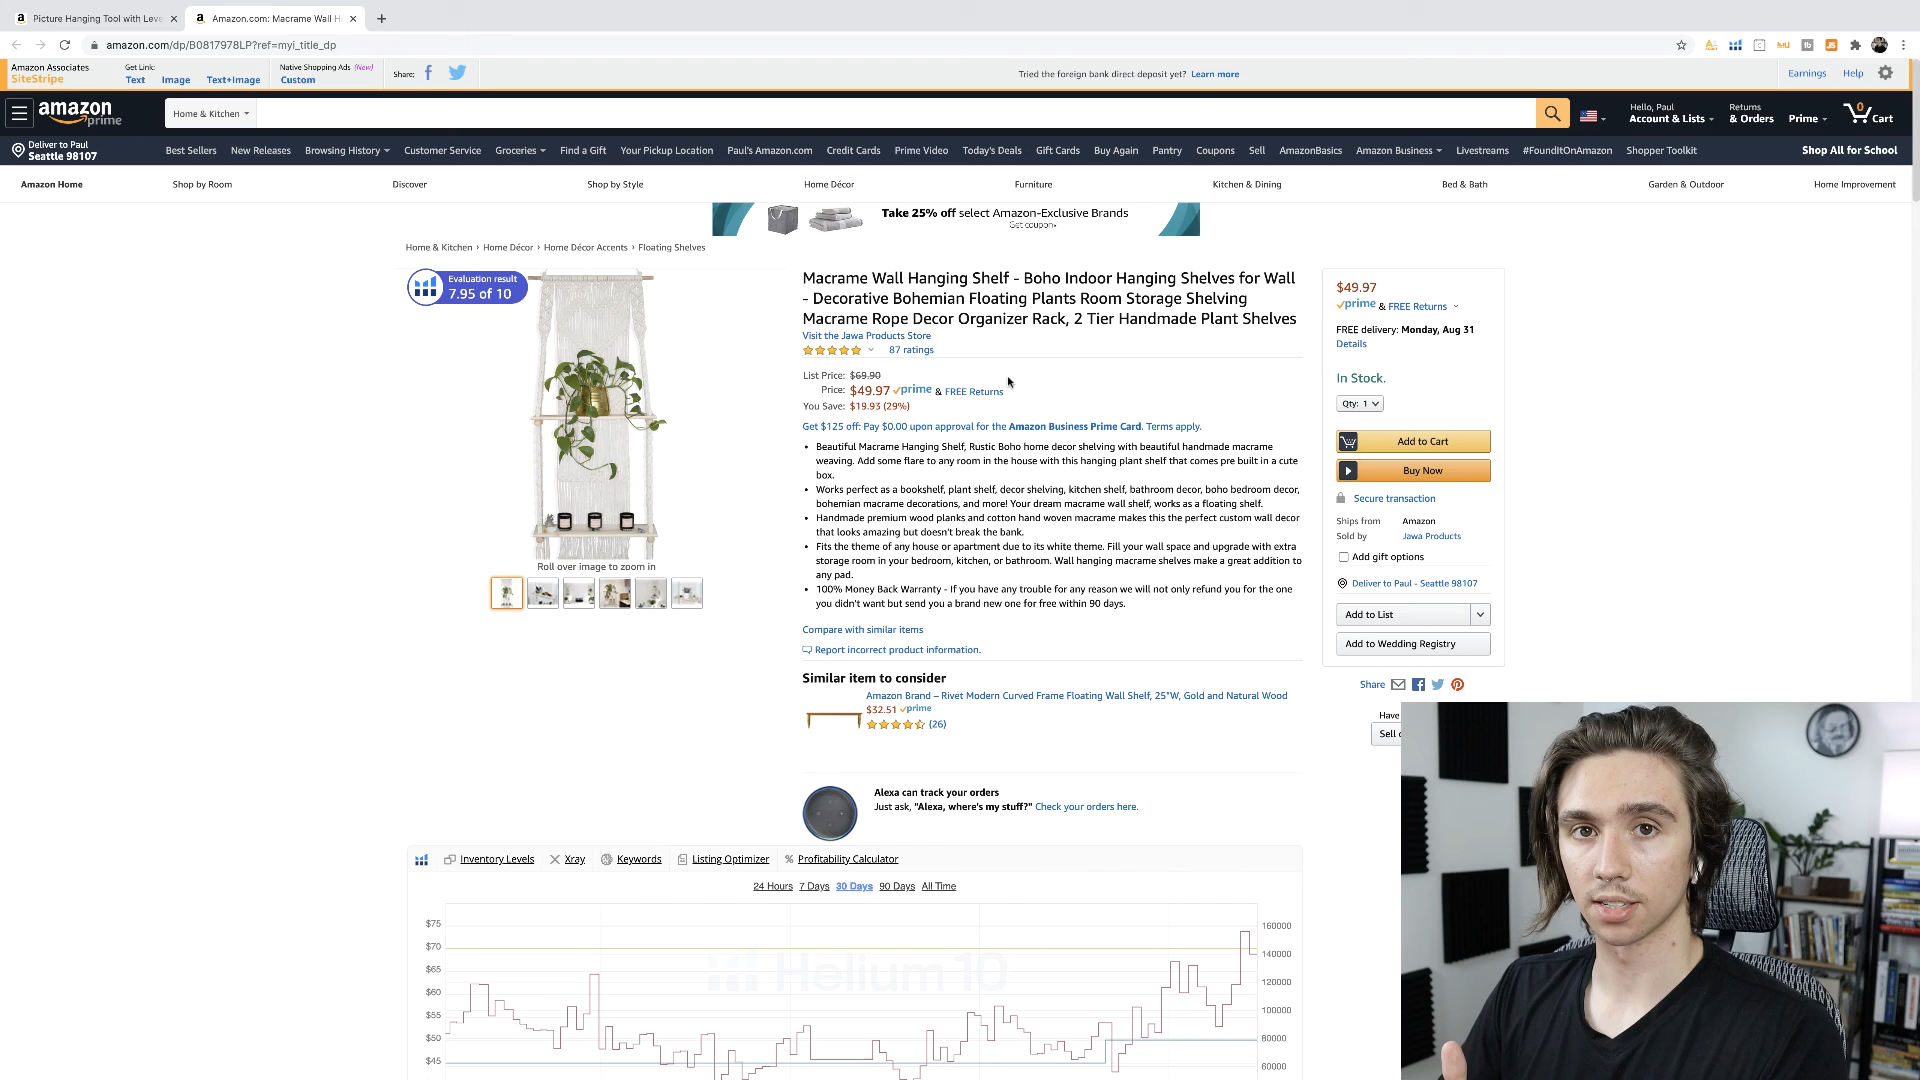 Picture Hanging Tool with Leve
Amazon.com: Macrame Wall H
amazon.com/dp/B0817978LP?ref=myi_title_dp
Amazon Associates
SiteStripe
Get Link:
Text Image Text+Image
Native Shopping Ads (New)
Custom
Share:
Tried the foreign bank direct deposit yet? Learn more
Earnings Help
amazon prime
Home & Kitchen
Hello, Paul
Account & Lists
Returns
& Orders
Prime
0
Cart
Deliver to Paul
Seattle 98107
Best Sellers New Releases Browsing History Customer Service Groceries Find a Gift Your Pickup Location Paul's Amazon.com Credit Cards Prime Video Today's Deals Gift Cards Buy Again Pantry Coupons Sell AmazonBasics Amazon Business Livestreams #FoundItOnAmazon Shopper Toolkit
Shop All for School
Amazon Home Shop by Room Discover Shop by Style Home Décor Furniture Kitchen & Dining Bed & Bath Garden & Outdoor Home Improvement
Take 25% off select Amazon-Exclusive Brands
Get coupon›
Home & Kitchen › Home Décor › Home Décor Accents › Floating Shelves
Evaluation result
7.95 of 10
Roll over image to zoom in
Macrame Wall Hanging Shelf - Boho Indoor Hanging Shelves for Wall
- Decorative Bohemian Floating Plants Room Storage Shelving
Macrame Rope Decor Organizer Rack, 2 Tier Handmade Plant Shelves
Visit the Jawa Products Store
87 ratings
List Price: $69.90
Price: $49.97 prime & FREE Returns
You Save: $19.93 (29%)
Get $125 off: Pay $0.00 upon approval for the Amazon Business Prime Card. Terms apply.
• Beautiful Macrame Hanging Shelf, Rustic Boho home decor shelving with beautiful handmade macrame
weaving. Add some flare to any room in the house with this hanging plant shelf that comes pre built in a cute
box.
• Works perfect as a bookshelf, plant shelf, decor shelving, kitchen shelf, bathroom decor, boho bedroom decor,
bohemian macrame decorations, and more! Your dream macrame wall shelf, works as a floating shelf.
• Handmade premium wood planks and cotton hand woven macrame makes this the perfect custom wall decor
that looks amazing but doesn't break the bank.
• Fits the theme of any house or apartment due to its white theme. Fill your wall space and upgrade with extra
storage room in your bedroom, kitchen, or bathroom. Wall hanging macrame shelves make a great addition to
any pad.
• 100% Money Back Warranty - If you have any trouble for any reason we will not only refund you for the one
you didn't want but send you a brand new one for free within 90 days.
Compare with similar items
Report incorrect product information.
Similar item to consider
Amazon Brand – Rivet Modern Curved Frame Floating Wall Shelf, 25"W, Gold and Natural Wood
$32.51 prime
(26)
Alexa can track your orders
Just ask, "Alexa, where's my stuff?" Check your orders here.
$49.97
prime & FREE Returns
FREE delivery: Monday, Aug 31
Details
In Stock.
Qty: 1
Add to Cart
Buy Now
Secure transaction
Ships from Amazon
Sold by Jawa Products
Add gift options
Deliver to Paul - Seattle 98107
Add to List
Add to Wedding Registry
Share
Have
Sell
Inventory Levels Xray Keywords Listing Optimizer Profitability Calculator
24 Hours 7 Days 30 Days 90 Days All Time
Helium 10
$75
$70
$65
$60
$55
$50
$45
160000
140000
120000
100000
80000
60000